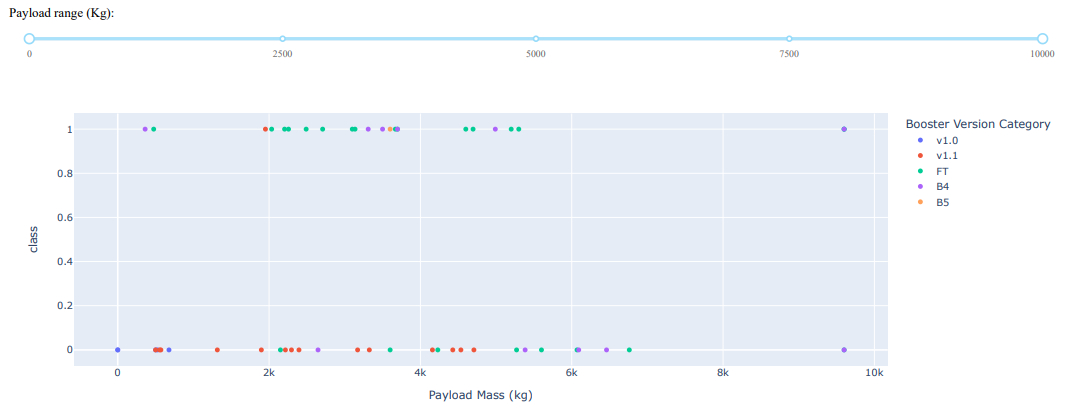 Payload range (Kg):
0 2500 5000 7500 10000
Booster Version Category
1
v1.0
v1.1
0.8
FT
B4
B5
0.6
class
0.4
0.2
0
0 2k 4k 6k 8k 10k
Payload Mass (kg)